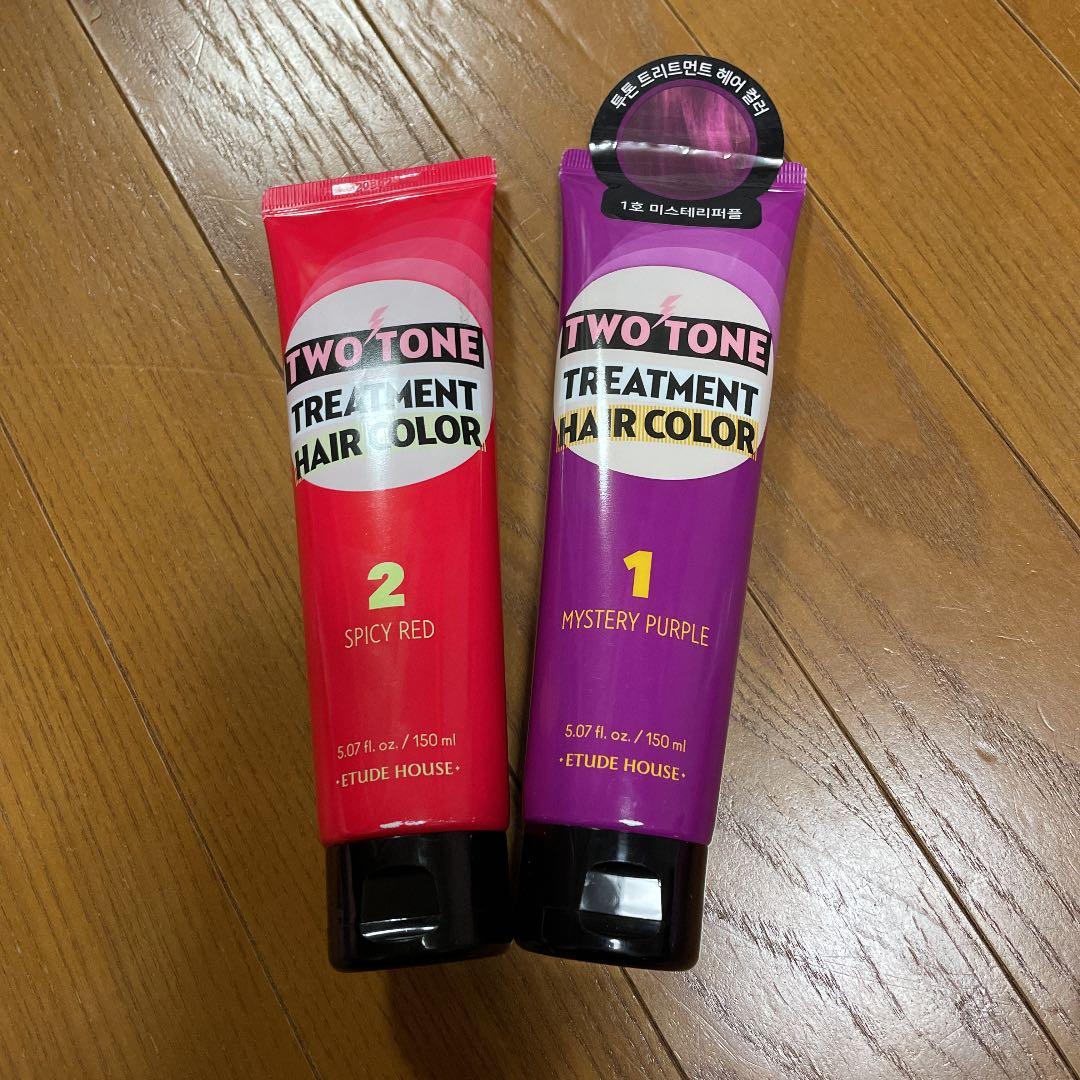 TWO TONE
TREATMENT
HAIR COLOR
2
SPICY RED
5.07 fl. oz. / 150 ml
·ETUDE HOUSE·
투톤 트리트먼트 헤어 컬러
1호 미스테리퍼플
TWO TONE
TREATMENT
HAIR COLOR
1
MYSTERY PURPLE
5.07 fl. oz. / 150 ml
·ETUDE HOUSE·